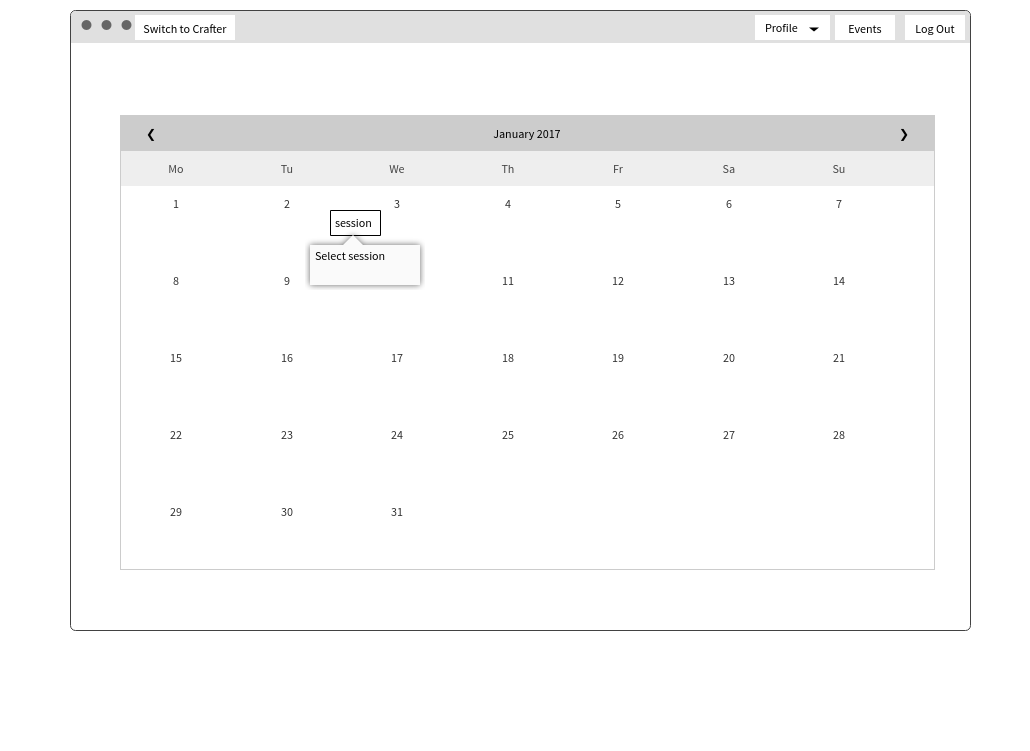 Switch to Crafter Profile Events Log Out
❮ January 2017 ❯
Mo Tu We Th Fr Sa Su
1 2 3 4 5 6 7
session
Select session
8 9 11 12 13 14
15 16 17 18 19 20 21
22 23 24 25 26 27 28
29 30 31